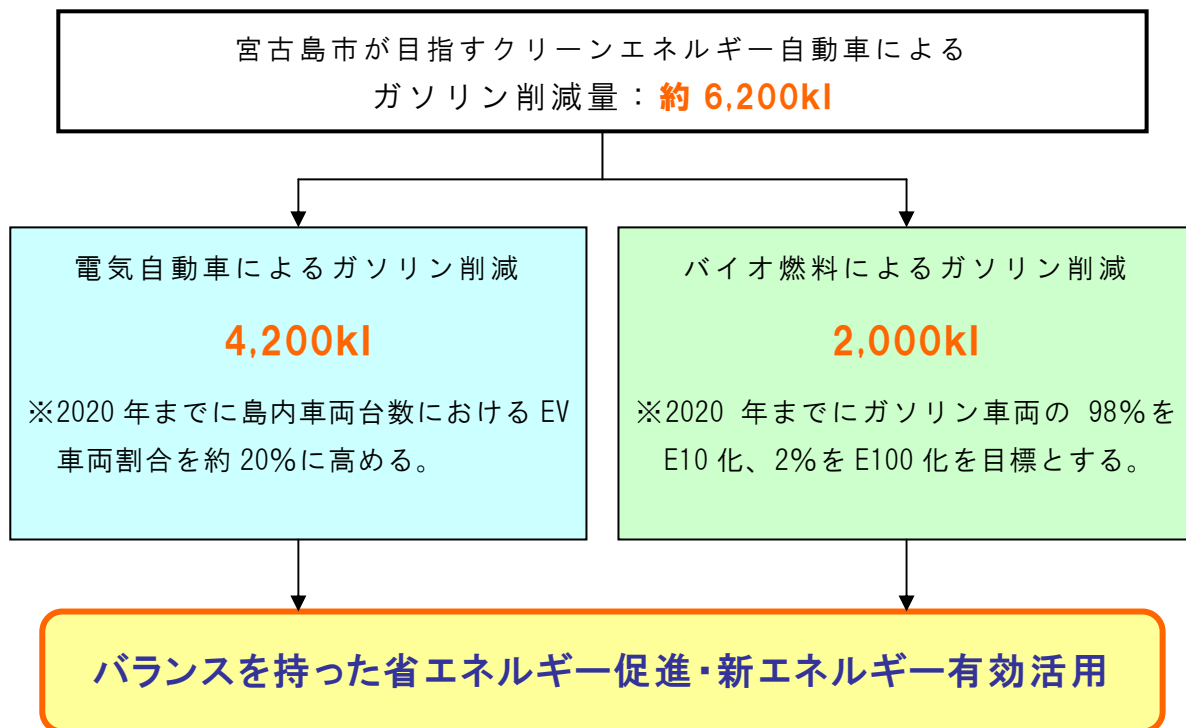 宮古島市が目指すクリーンエネルギー自動車による
ガソリン削減量：約 6,200kl
電気自動車によるガソリン削減
4,200kl
※2020 年までに島内車両台数における EV
車両割合を約 20%に高める。
バイオ燃料によるガソリン削減
2,000kl
※2020 年までにガソリン車両の 98%を
E10 化、2%を E100 化を目標とする。
バランスを持った省エネルギー促進・新エネルギー有効活用